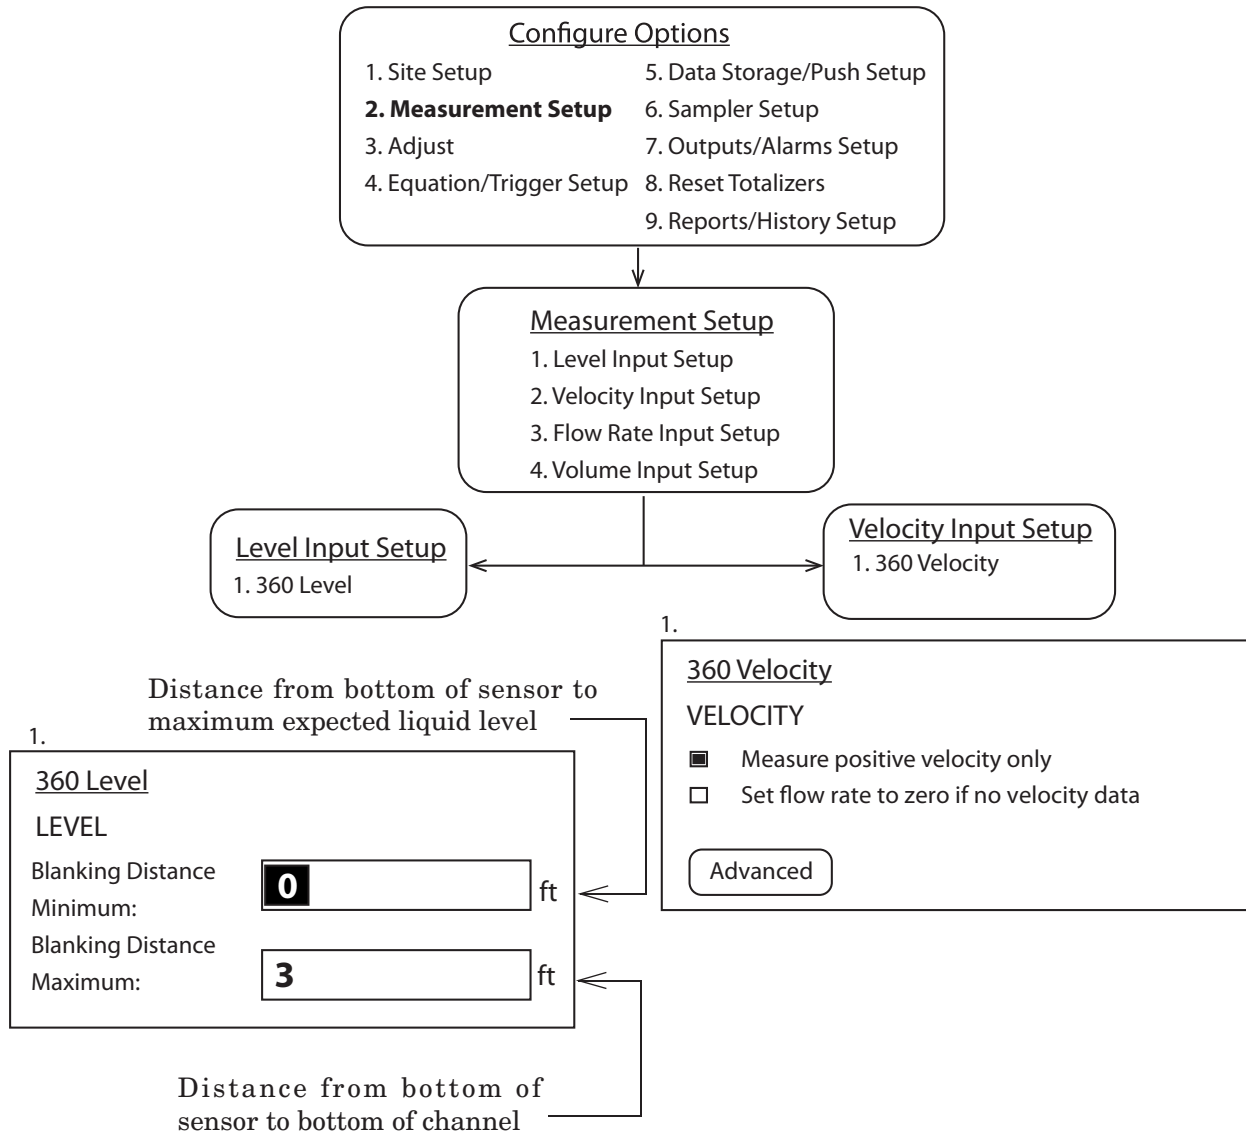 Configure Options
1. Site Setup
2. Measurement Setup
3. Adjust
4. Equation/Trigger Setup
5. Data Storage/Push Setup
6. Sampler Setup
7. Outputs/Alarms Setup
8. Reset Totalizers
9. Reports/History Setup
Measurement Setup
1. Level Input Setup
2. Velocity Input Setup
3. Flow Rate Input Setup
4. Volume Input Setup
Level Input Setup
1. 360 Level
Velocity Input Setup
1. 360 Velocity
Distance from bottom of sensor to
maximum expected liquid level
1.
360 Level
LEVEL
Blanking Distance
Minimum:
0 ft
Blanking Distance
Maximum:
3 ft
Distance from bottom of
sensor to bottom of channel
1.
360 Velocity
VELOCITY
Measure positive velocity only
Set flow rate to zero if no velocity data
Advanced